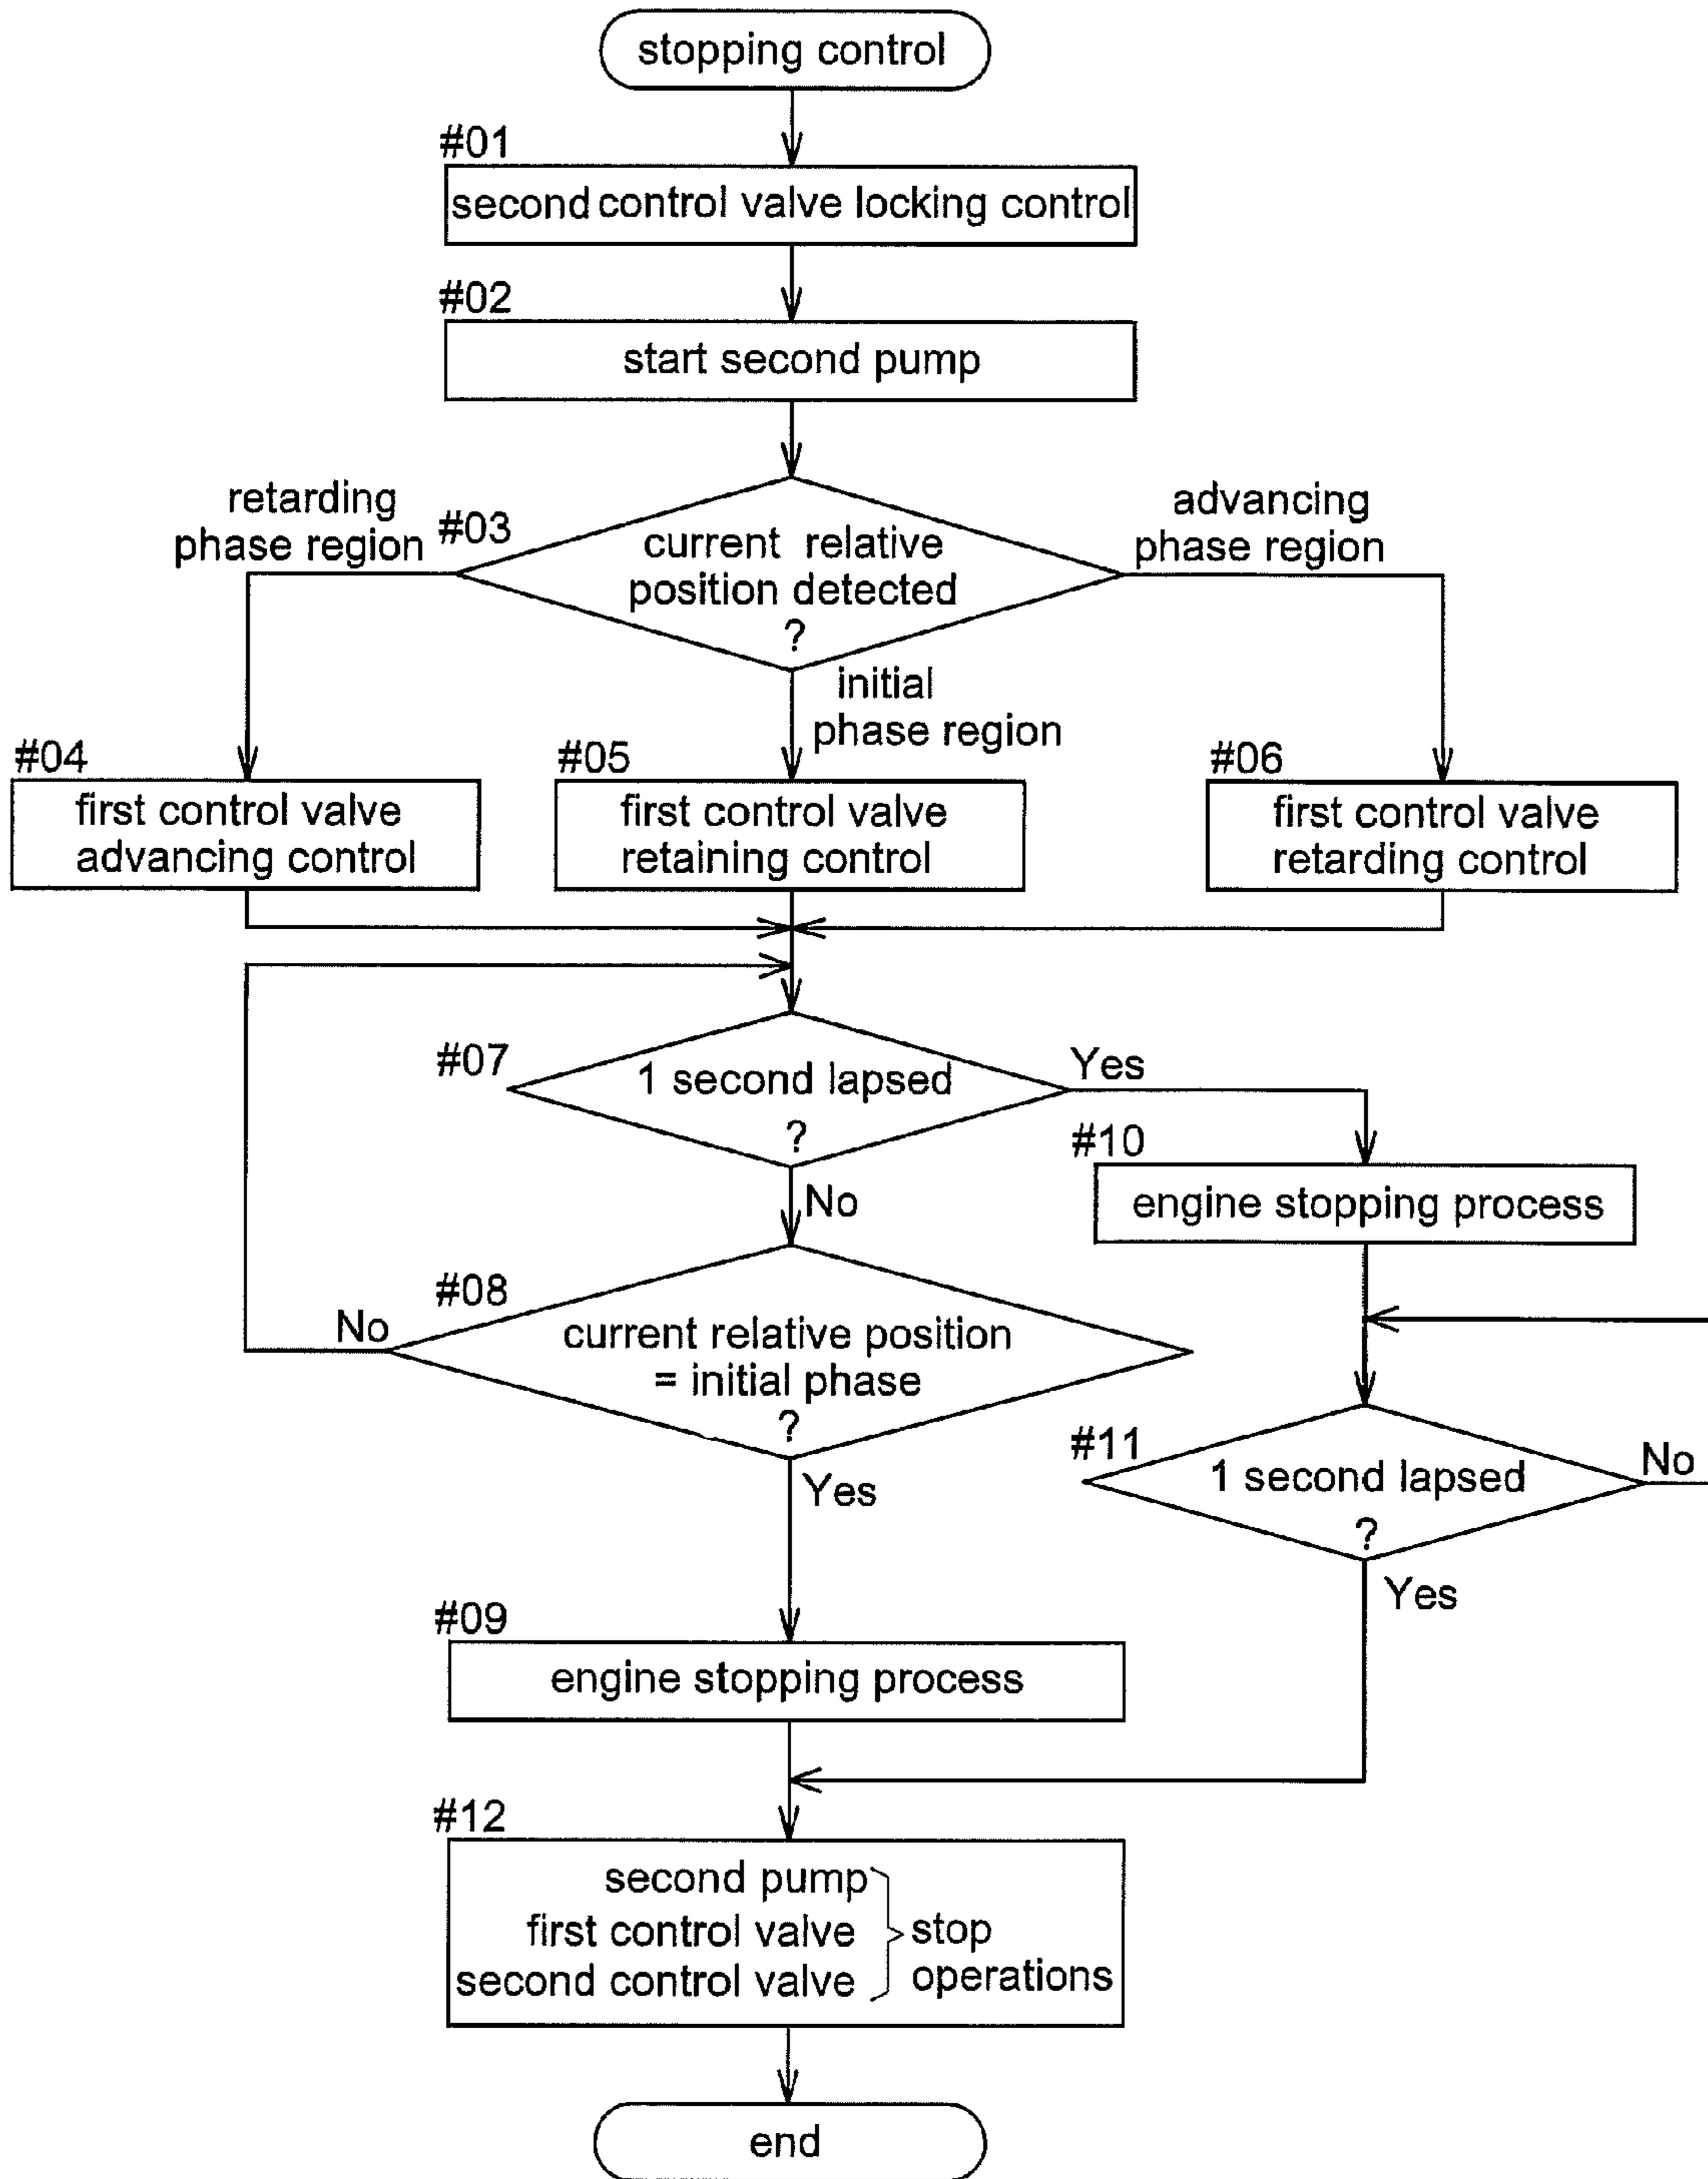 stopping control
#01
second control valve locking control
#02
start second pump
retarding
phase region
#03
current relative
position detected
?
advancing
phase region
initial
phase region
#04
first control valve
advancing control
#05
first control valve
retaining control
#06
first control valve
retarding control
#07
1 second lapsed
?
Yes
No
#10
engine stopping process
#08
No
current relative position
= initial phase
?
Yes
#11
1 second lapsed
?
No
Yes
#09
engine stopping process
#12
second pump
first control valve
second control valve
stop
operations
end